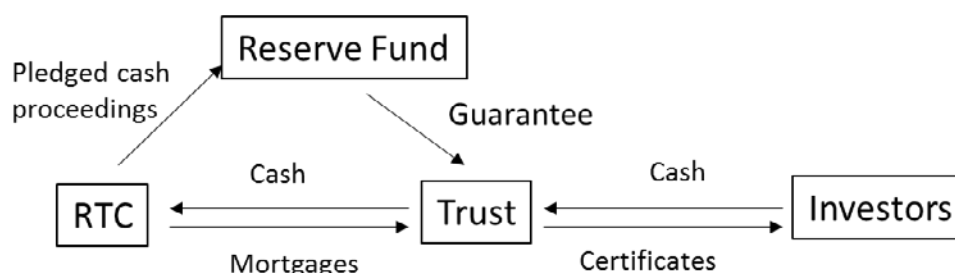 Reserve Fund
Pledged cash
proceedings
Guarantee
Cash
Cash
RTC
Trust
Investors
Mortgages
Certificates